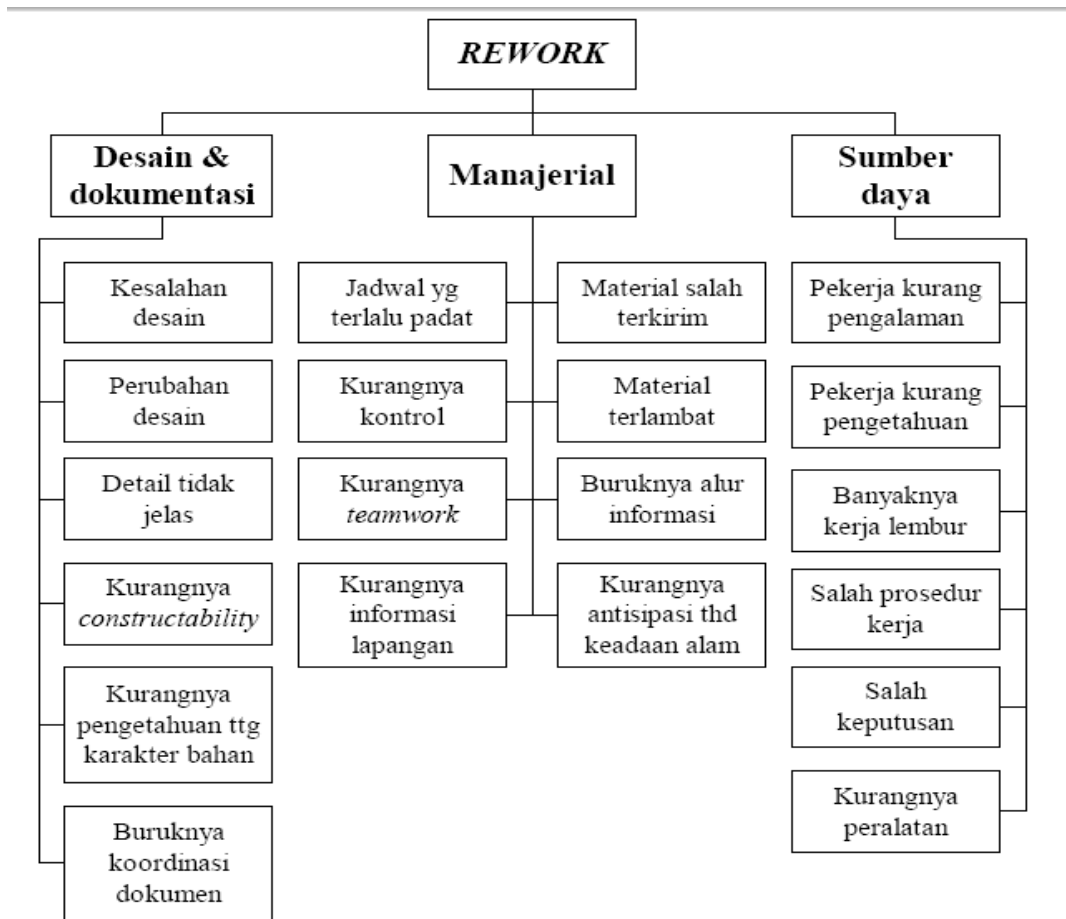 REWORK
Desain &
dokumentasi
Manajerial
Sumber
daya
Kesalahan
desain
Perubahan
desain
Detail tidak
jelas
Kurangnya
constructability
Kurangnya
pengetahuan ttg
karakter bahan
Buruknya
koordinasi
dokumen
Jadwal yg
terlalu padat
Kurangnya
kontrol
Kurangnya
teamwork
Kurangnya
informasi
lapangan
Material salah
terkirim
Material
terlambat
Buruknya alur
informasi
Kurangnya
antisipasi thd
keadaan alam
Pekerja kurang
pengalaman
Pekerja kurang
pengetahuan
Banyaknya
kerja lembur
Salah prosedur
kerja
Salah
keputusan
Kurangnya
peralatan